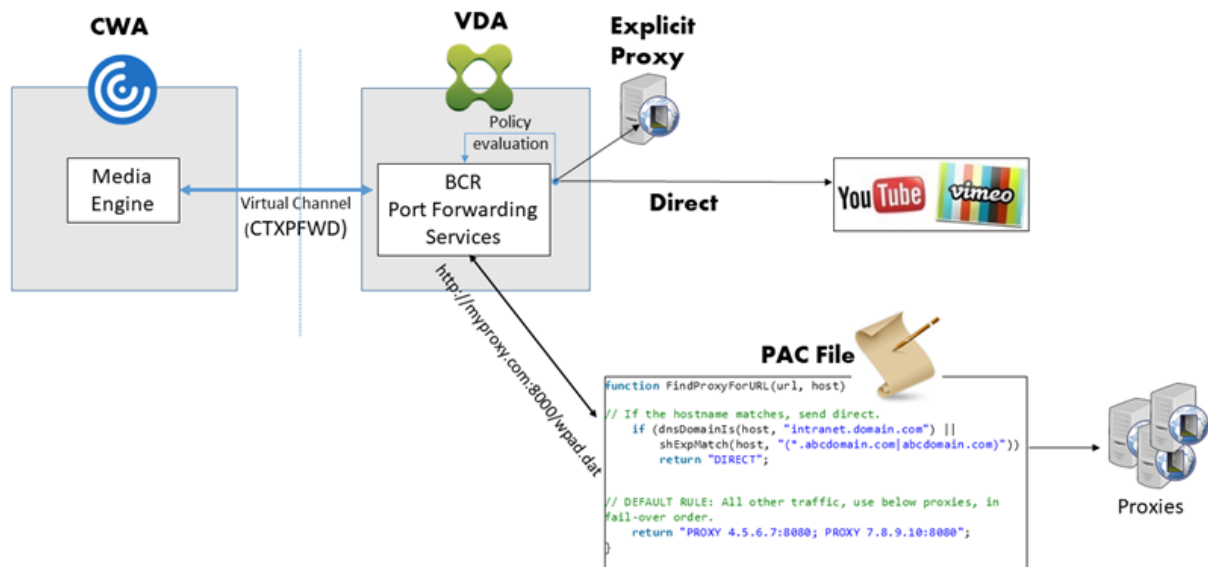 CWA
VDA
Explicit
Proxy
Policy
evaluation
Media
Engine
Virtual Channel
(CTXPFWD)
BCR
Port Forwarding
Services
Direct
You Tube
vimeo
http://myproxy.com:8000/wpad.dat
PAC File
function FindProxyForURL(url, host)
// If the hostname matches, send direct.
if (dnsDomainIs(host, "intranet.domain.com") ||
shExpMatch(host, "(*.abcdomain.com|abcdomain.com)"))
return "DIRECT";
// DEFAULT RULE: All other traffic, use below proxies, in
fail-over order.
return "PROXY 4.5.6.7:8080; PROXY 7.8.9.10:8080";
}
Proxies